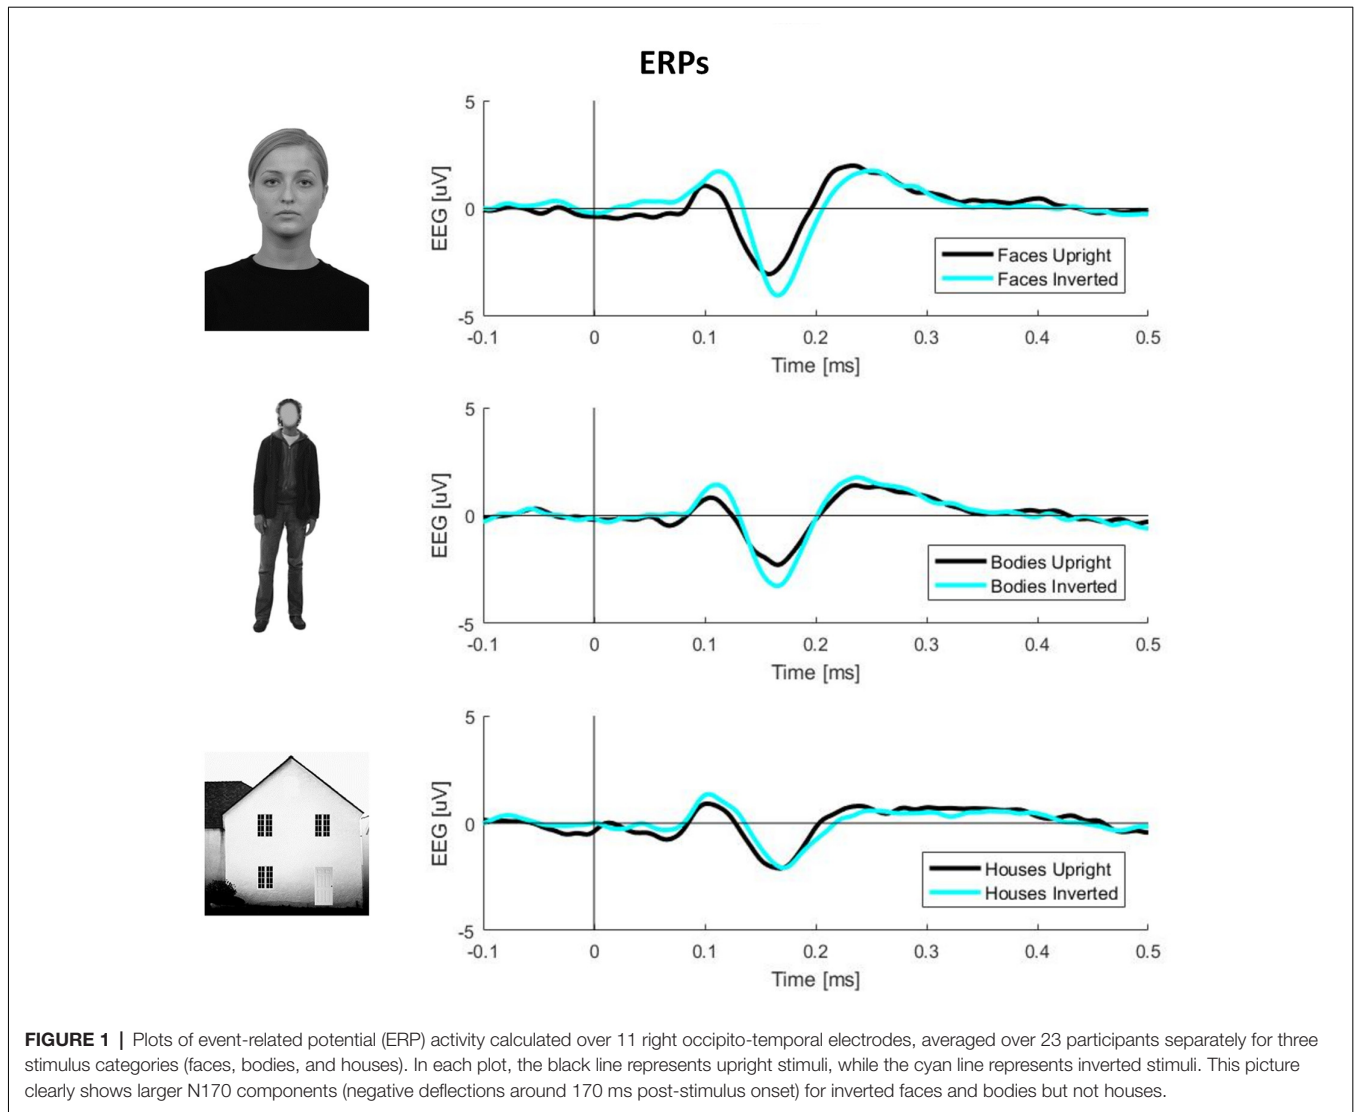 ERPs
5
0
-5
EEG [uV]
Faces Upright
Faces Inverted
-0.1 0 0.1 0.2 0.3 0.4 0.5
Time [ms]
5
0
-5
EEG [uV]
Bodies Upright
Bodies Inverted
-0.1 0 0.1 0.2 0.3 0.4 0.5
Time [ms]
5
0
-5
EEG [uV]
Houses Upright
Houses Inverted
-0.1 0 0.1 0.2 0.3 0.4 0.5
Time [ms]
FIGURE 1 | Plots of event-related potential (ERP) activity calculated over 11 right occipito-temporal electrodes, averaged over 23 participants separately for three
stimulus categories (faces, bodies, and houses). In each plot, the black line represents upright stimuli, while the cyan line represents inverted stimuli. This picture
clearly shows larger N170 components (negative deflections around 170 ms post-stimulus onset) for inverted faces and bodies but not houses.